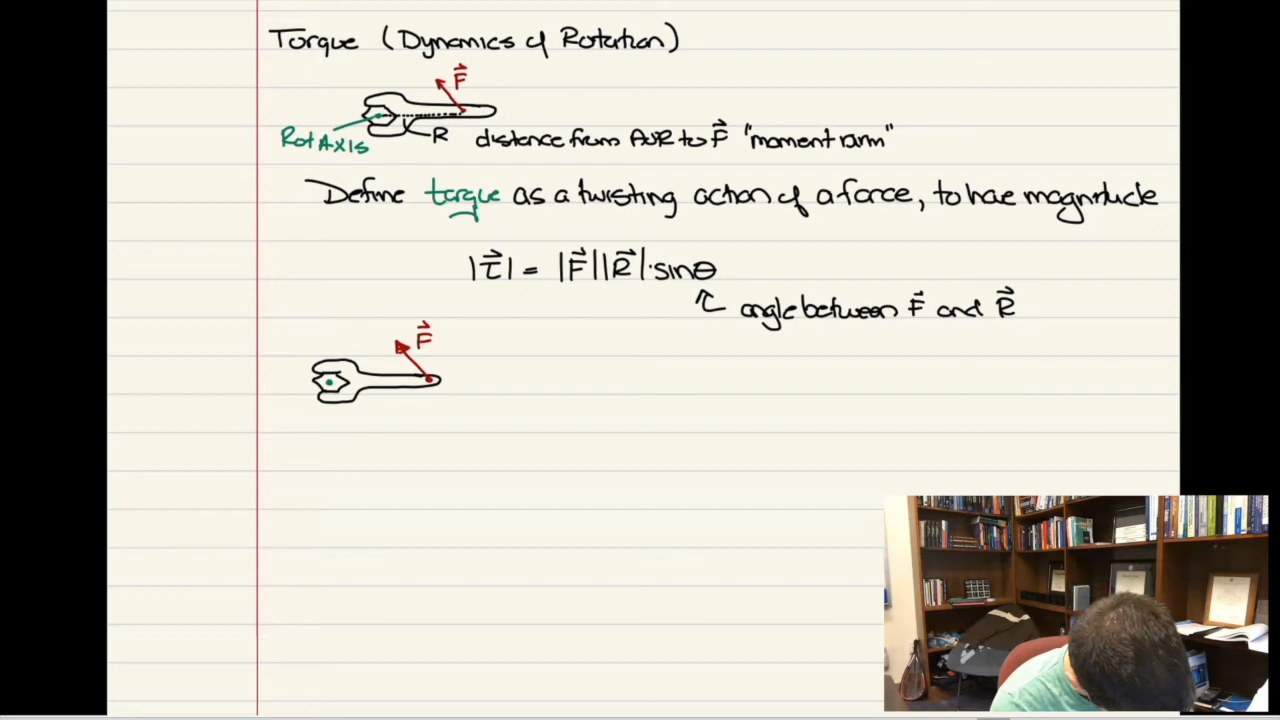 Torque (Dynamics of Rotation)
F
Rot Axis
R distance from AOR to F "moment arm"
Define torque as a twisting action of a force, to have magnitude
|τ| = |F||R|·sinθ
angle between F and R
F